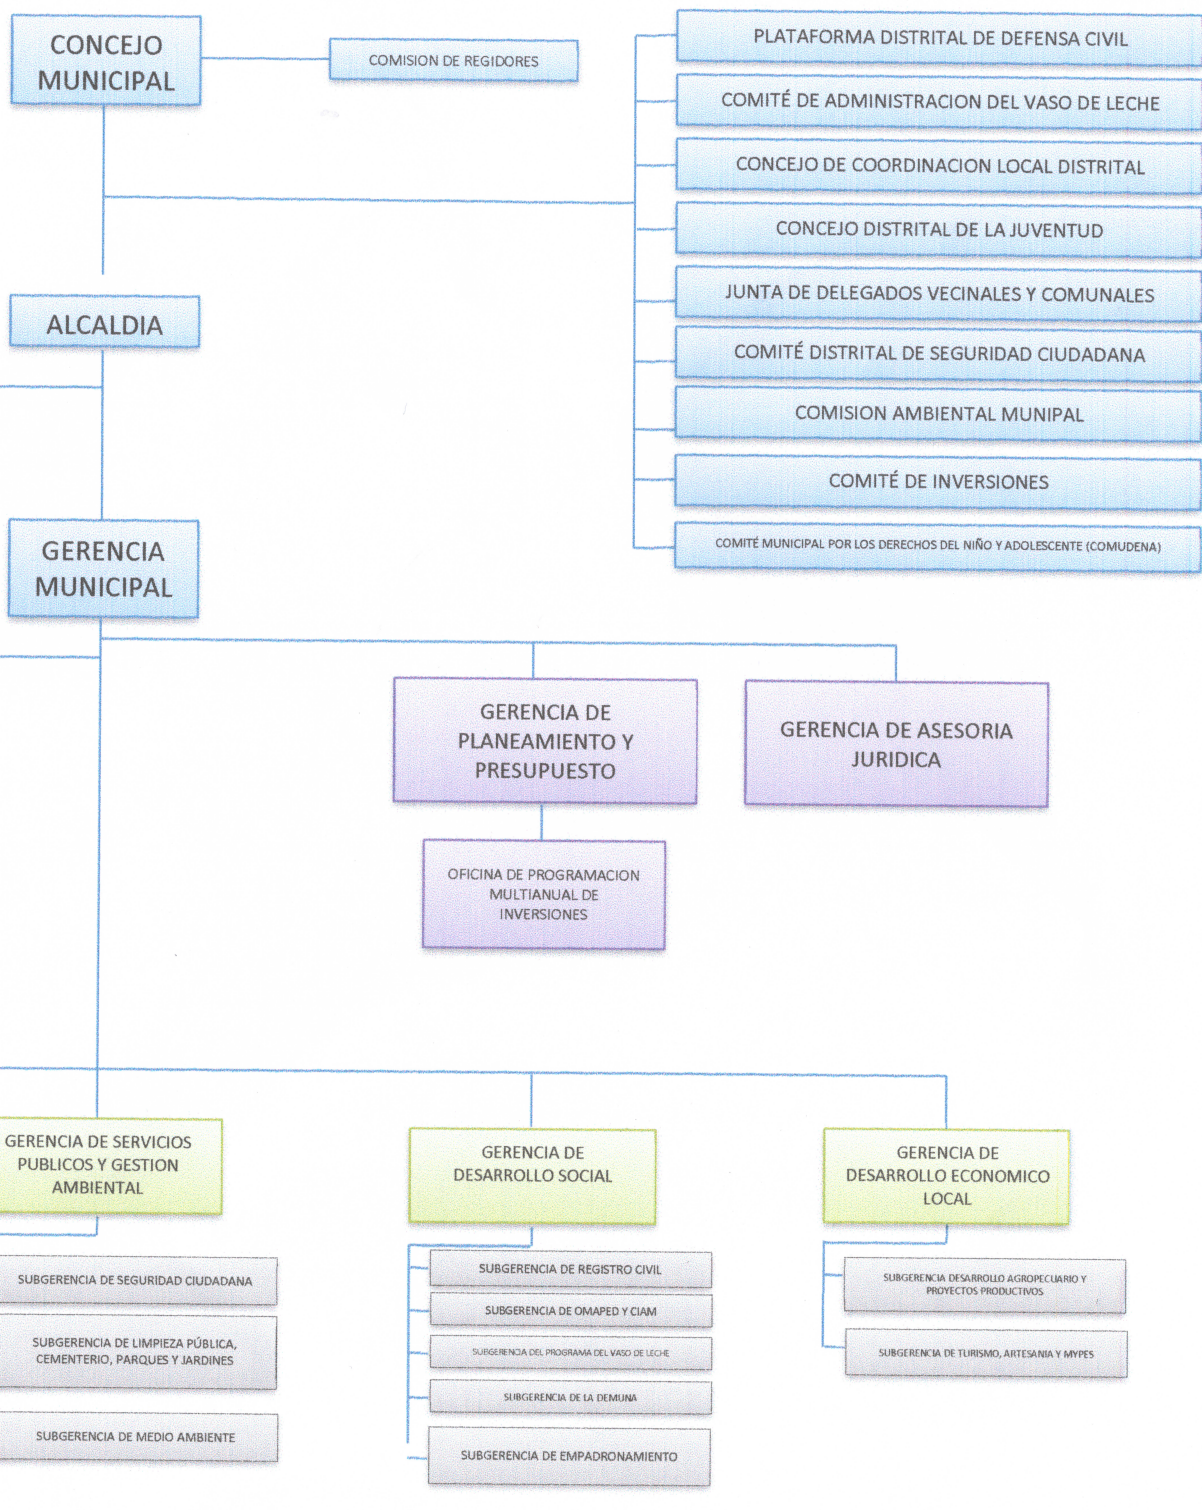 CONCEJO
MUNICIPAL
COMISION DE REGIDORES
PLATAFORMA DISTRITAL DE DEFENSA CIVIL
COMITÉ DE ADMINISTRACION DEL VASO DE LECHE
CONCEJO DE COORDINACION LOCAL DISTRITAL
CONCEJO DISTRITAL DE LA JUVENTUD
JUNTA DE DELEGADOS VECINALES Y COMUNALES
COMITÉ DISTRITAL DE SEGURIDAD CIUDADANA
COMISION AMBIENTAL MUNIPAL
COMITÉ DE INVERSIONES
COMITÉ MUNICIPAL POR LOS DERECHOS DEL NIÑO Y ADOLESCENTE (COMUDENA)
ALCALDIA
GERENCIA
MUNICIPAL
GERENCIA DE
PLANEAMIENTO Y
PRESUPUESTO
GERENCIA DE ASESORIA
JURIDICA
OFICINA DE PROGRAMACION
MULTIANUAL DE
INVERSIONES
GERENCIA DE SERVICIOS
PUBLICOS Y GESTION
AMBIENTAL
SUBGERENCIA DE SEGURIDAD CIUDADANA
SUBGERENCIA DE LIMPIEZA PÚBLICA,
CEMENTERIO, PARQUES Y JARDINES
SUBGERENCIA DE MEDIO AMBIENTE
GERENCIA DE
DESARROLLO SOCIAL
SUBGERENCIA DE REGISTRO CIVIL
SUBGERENCIA DE OMAPED Y CIAM
SUBGERENCIA DEL PROGRAMA DEL VASO DE LECHE
SUBGERENCIA DE LA DEMUNA
SUBGERENCIA DE EMPADRONAMIENTO
GERENCIA DE
DESARROLLO ECONOMICO
LOCAL
SUBGERENCIA DESARROLLO AGROPECUARIO Y
PROYECTOS PRODUCTIVOS
SUBGERENCIA DE TURISMO, ARTESANIA Y MYPES